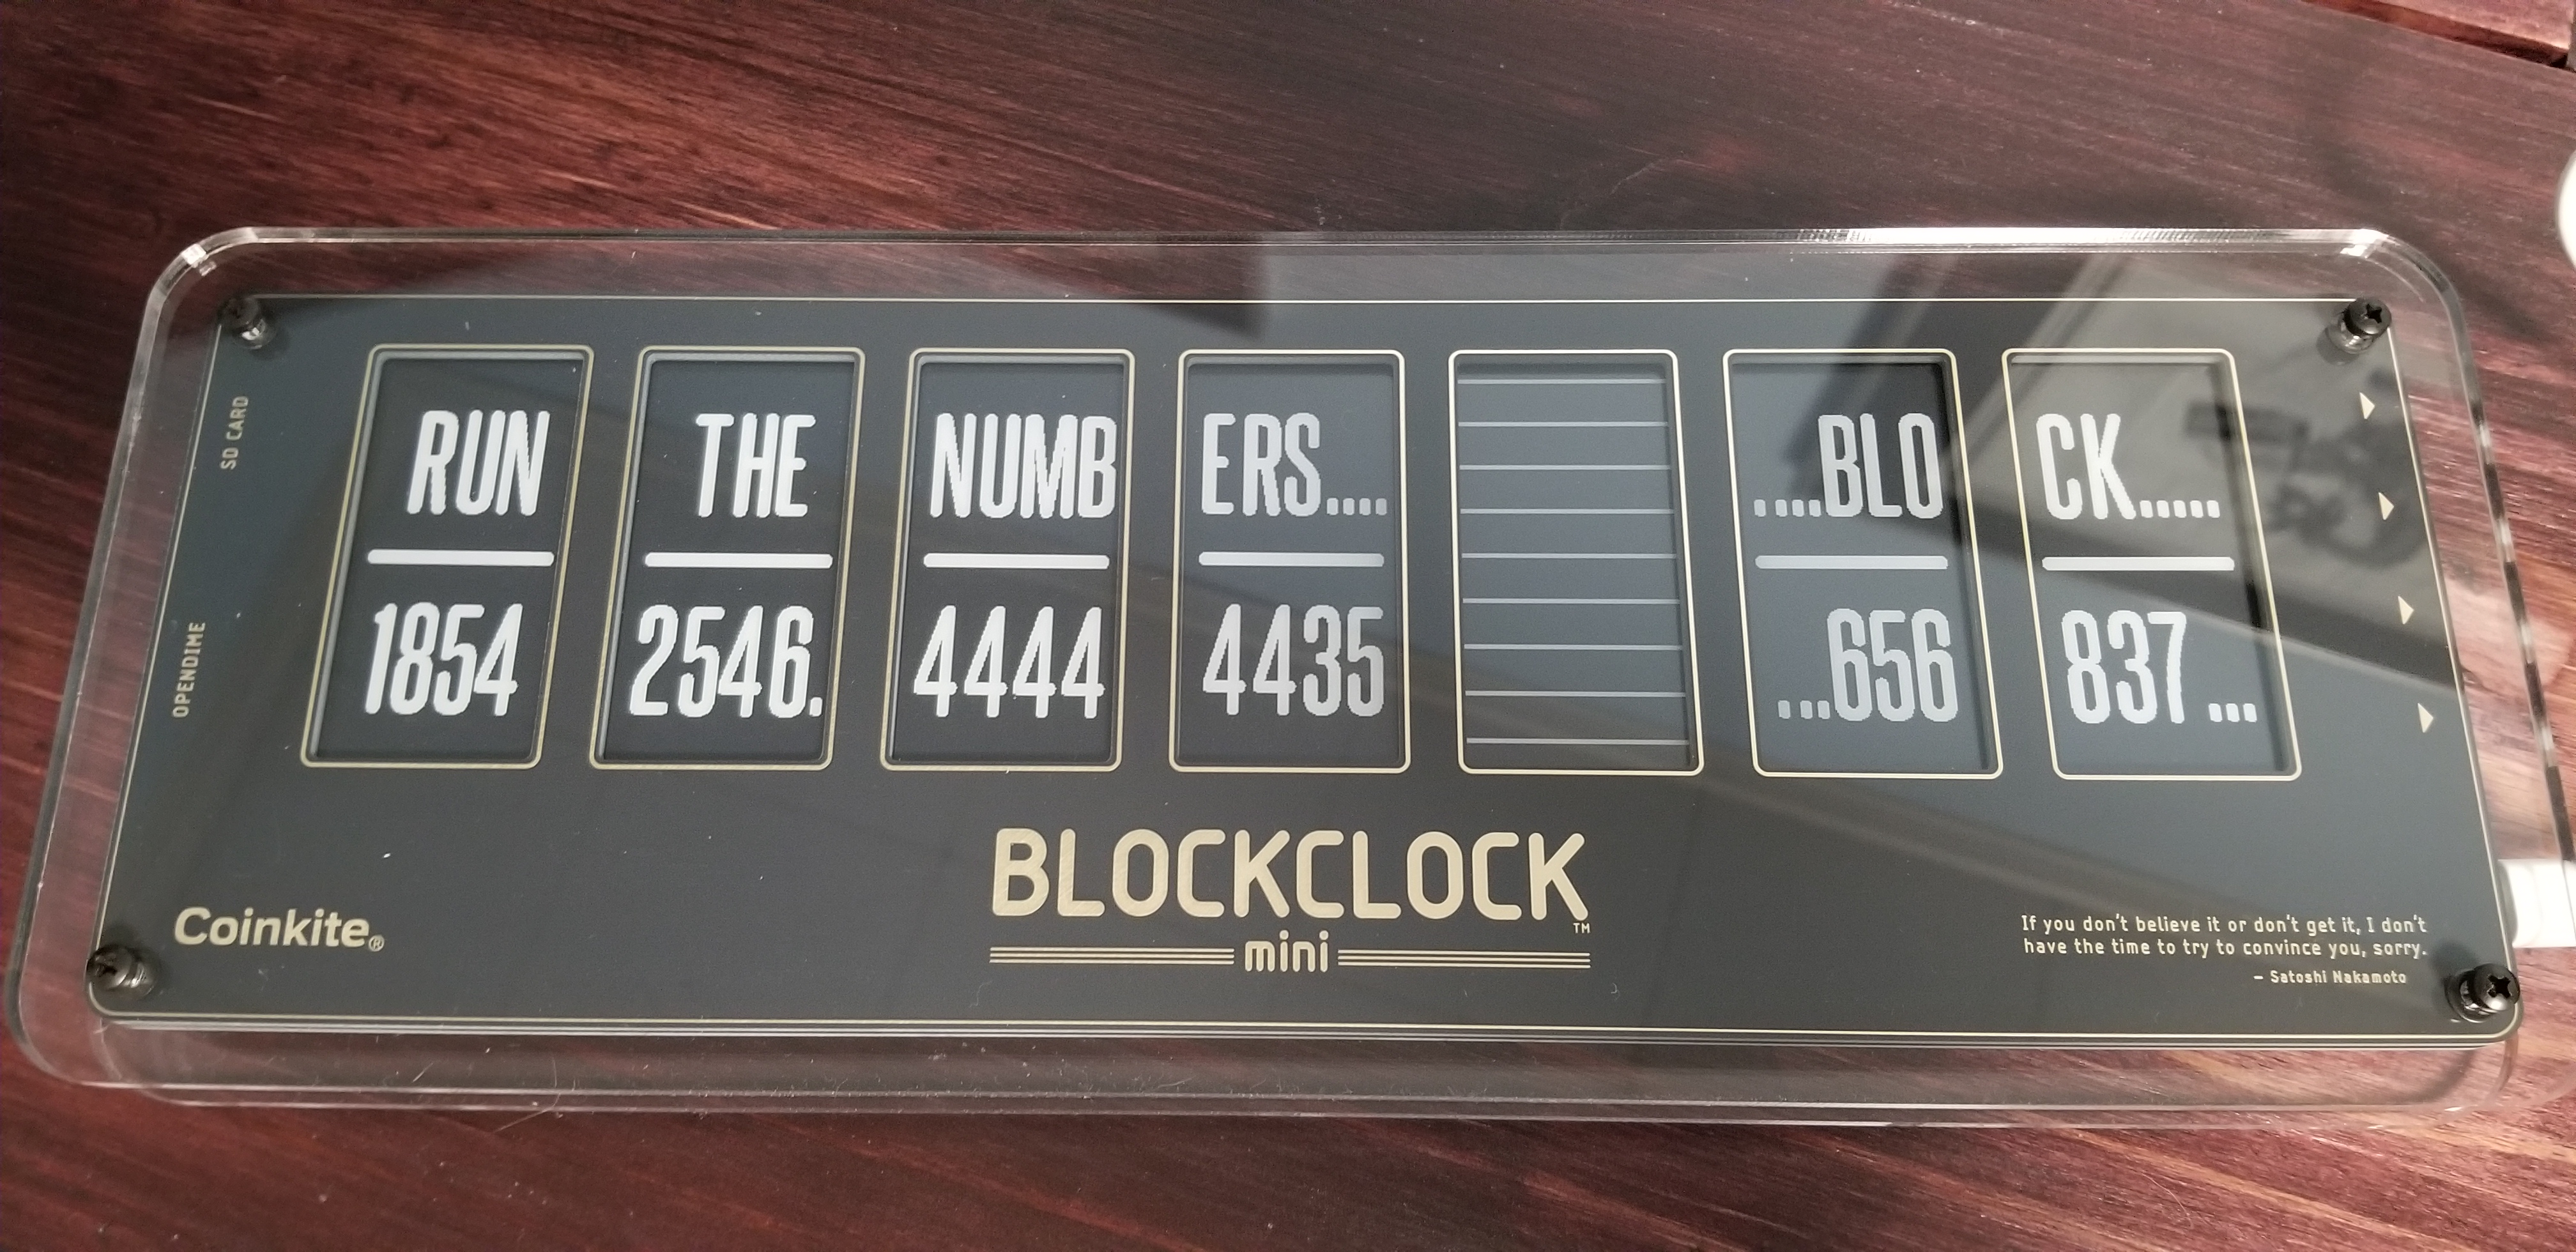 SD CARD
OPENDIME
RUN THE NUMB ERS.... ....BLO CK.....
1854 2546. 4444 4435 ...656 837 ...
BLOCKCLOCK™
mini
Coinkite®
If you don't believe it or don't get it, I don't
have the time to try to convince you, sorry.
– Satoshi Nakamoto